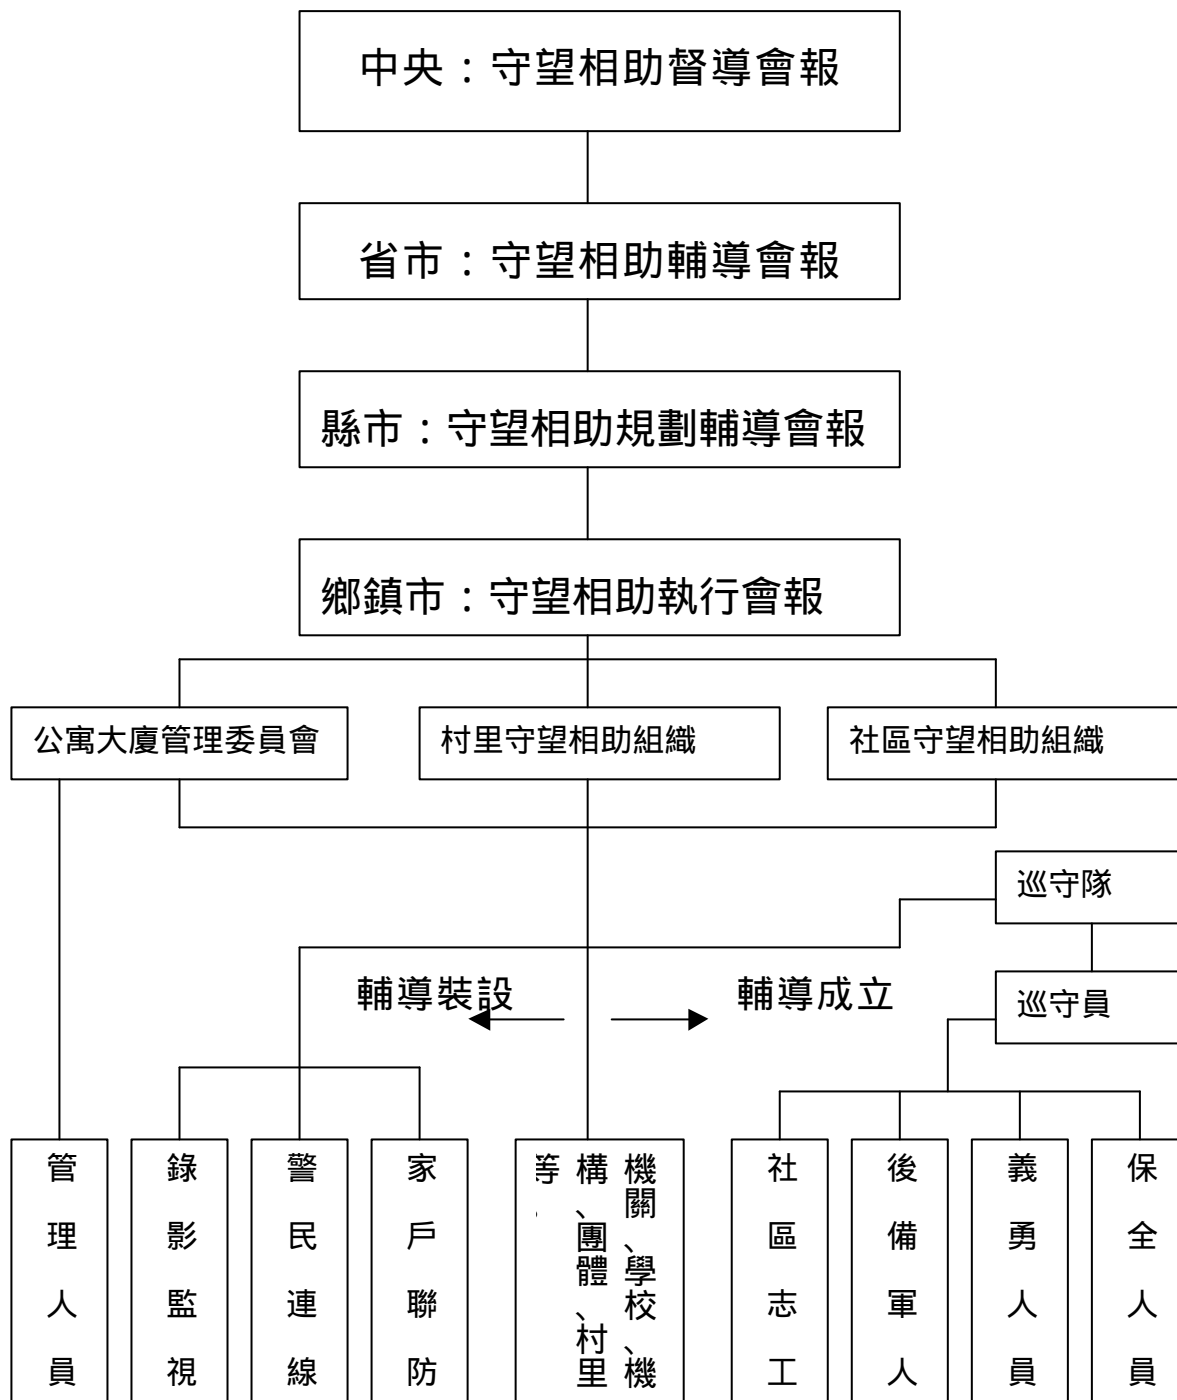 中央：守望相助督導會報
省市：守望相助輔導會報
縣市：守望相助規劃輔導會報
鄉鎮市：守望相助執行會報
公寓大廈管理委員會
村里守望相助組織
社區守望相助組織
巡守隊
輔導裝設
輔導成立
巡守員
管理人員
錄影監視
警民連線
家戶聯防
機關、學校、機
構、團體、村里
等
社區志工
後備軍人
義勇人員
保全人員